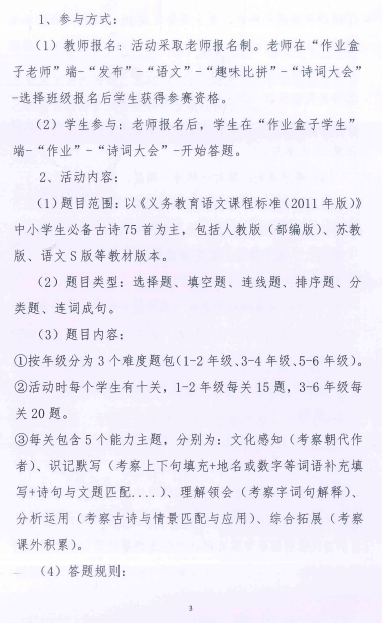 1、参与方式：
（1）教师报名：活动采取老师报名制。老师在“作业盒
子老师”端-“发布”-“语文”-“趣味比拼”-“诗词大会”
-选择班级报名后学生获得参赛资格。
（2）学生参与：老师报名后，学生在“作业盒子学生”
端-“作业”-“诗词大会”-开始答题。
2、活动内容：
（1）题目范围：以《义务教育语文课程标准（2011 年版）》
中小学生必备古诗 75 首为主，包括人教版（部编版）、苏教
版、语文 S 版等教材版本。
（2）题目类型：选择题、填空题、连线题、排序题、分
类题、连词成句。
（3）题目内容：
①按年级分为 3 个难度题包（1-2 年级、3-4 年级、5-6 年级）。
②活动时每个学生有十关，1-2 年级每关 15 题，3-6 年级每
关 20 题。
③每关包含 5 个能力主题，分别为：文化感知（考察朝代作
者）、识记默写（考察上下句填充+地名或数字等词语补充填
写+诗句与文题匹配....）、理解领会（考察字词句解释）、
分析运用（考察古诗与情景匹配与应用）、综合拓展（考察
课外积累）。
（4）答题规则：
3